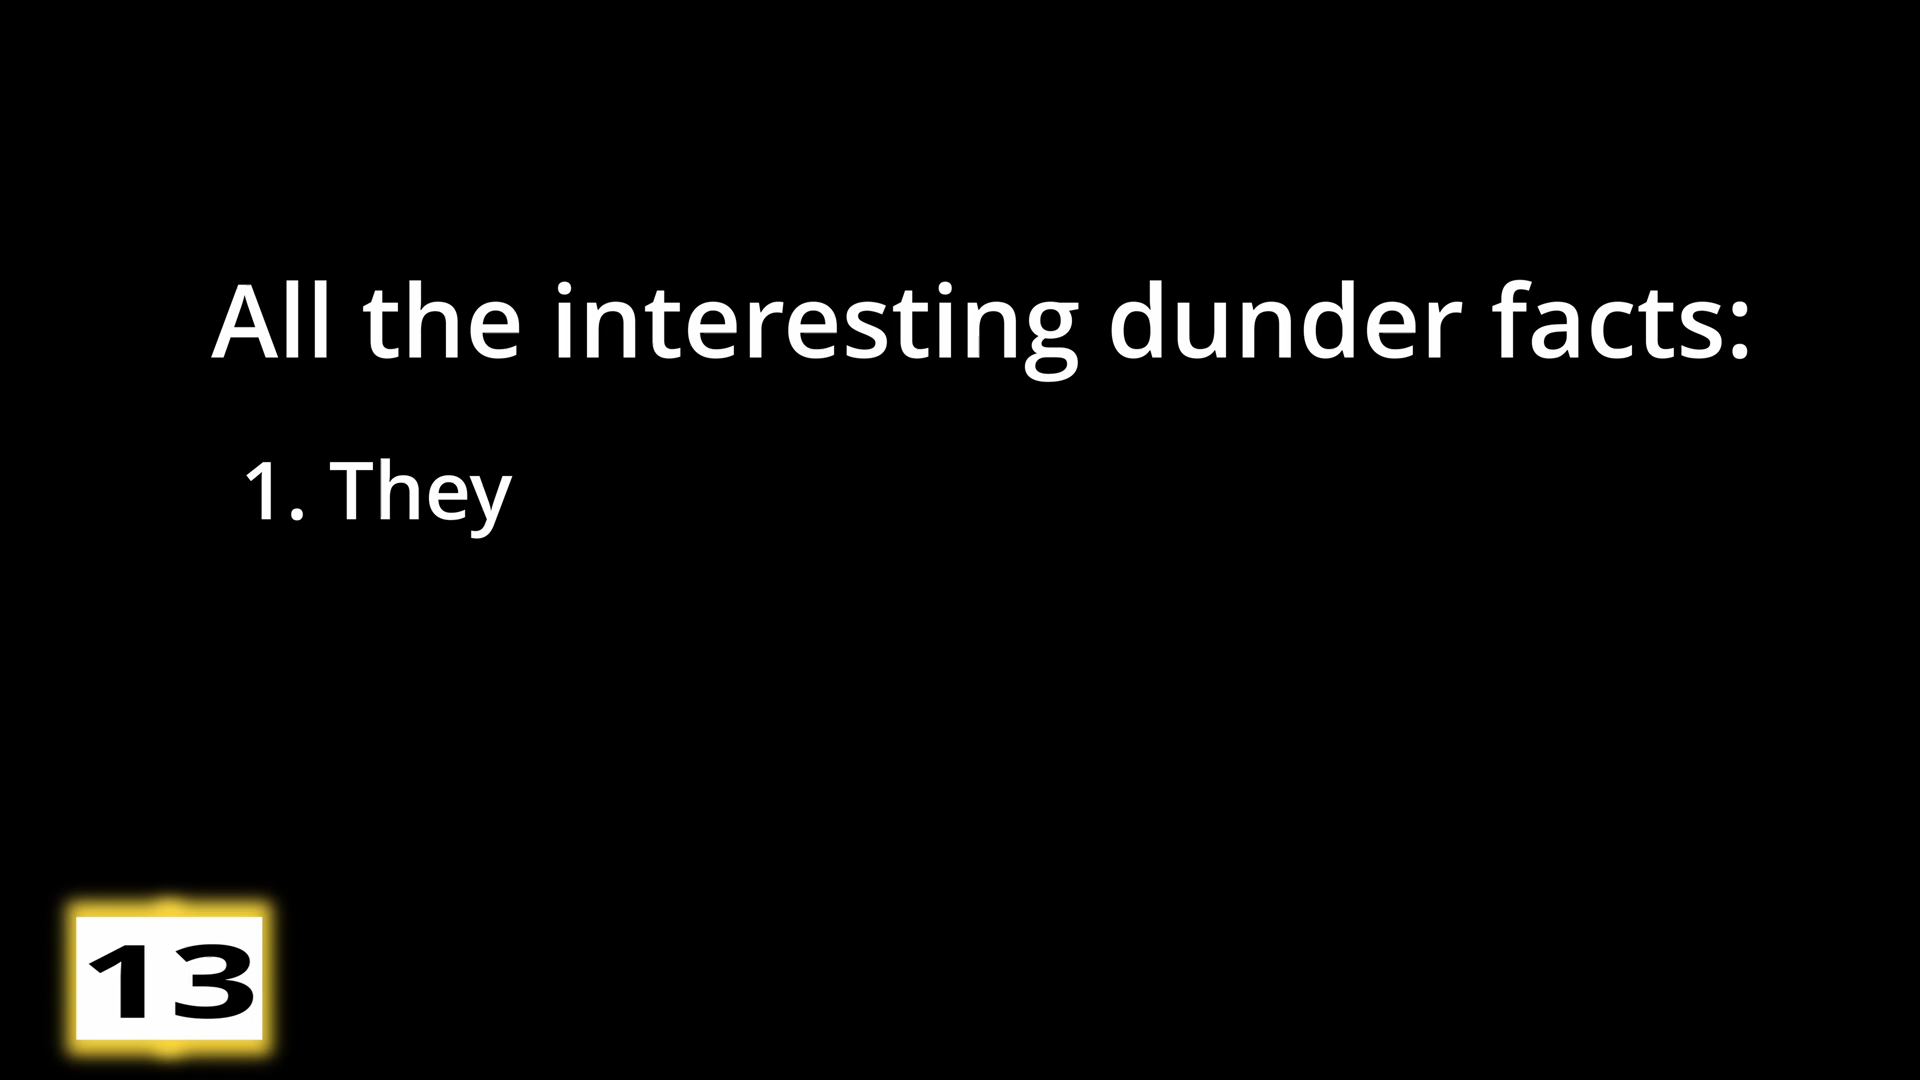 All the interesting dunder facts:
1. They
13